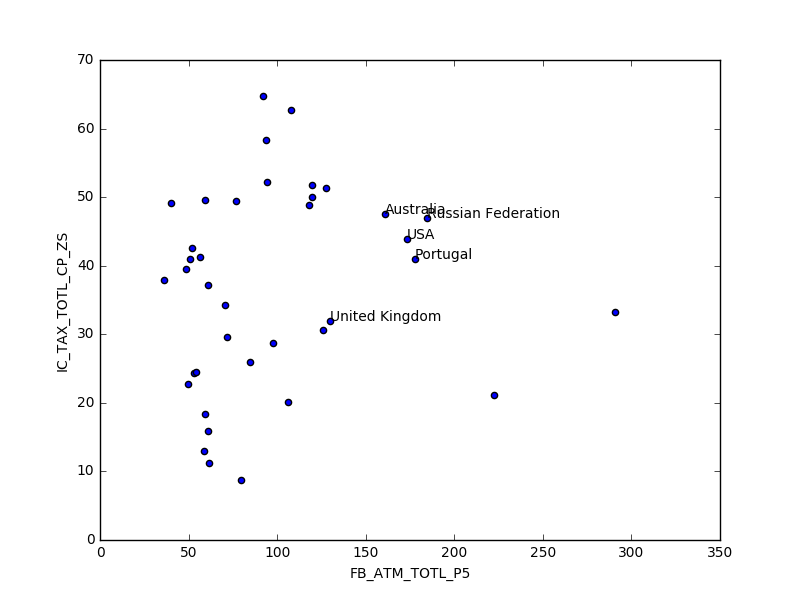 70
60
50
40
30
20
10
0
IC_TAX_TOTL_CP_ZS
Australia
Russian Federation
USA
Portugal
United Kingdom
0 50 100 150 200 250 300 350
FB_ATM_TOTL_P5